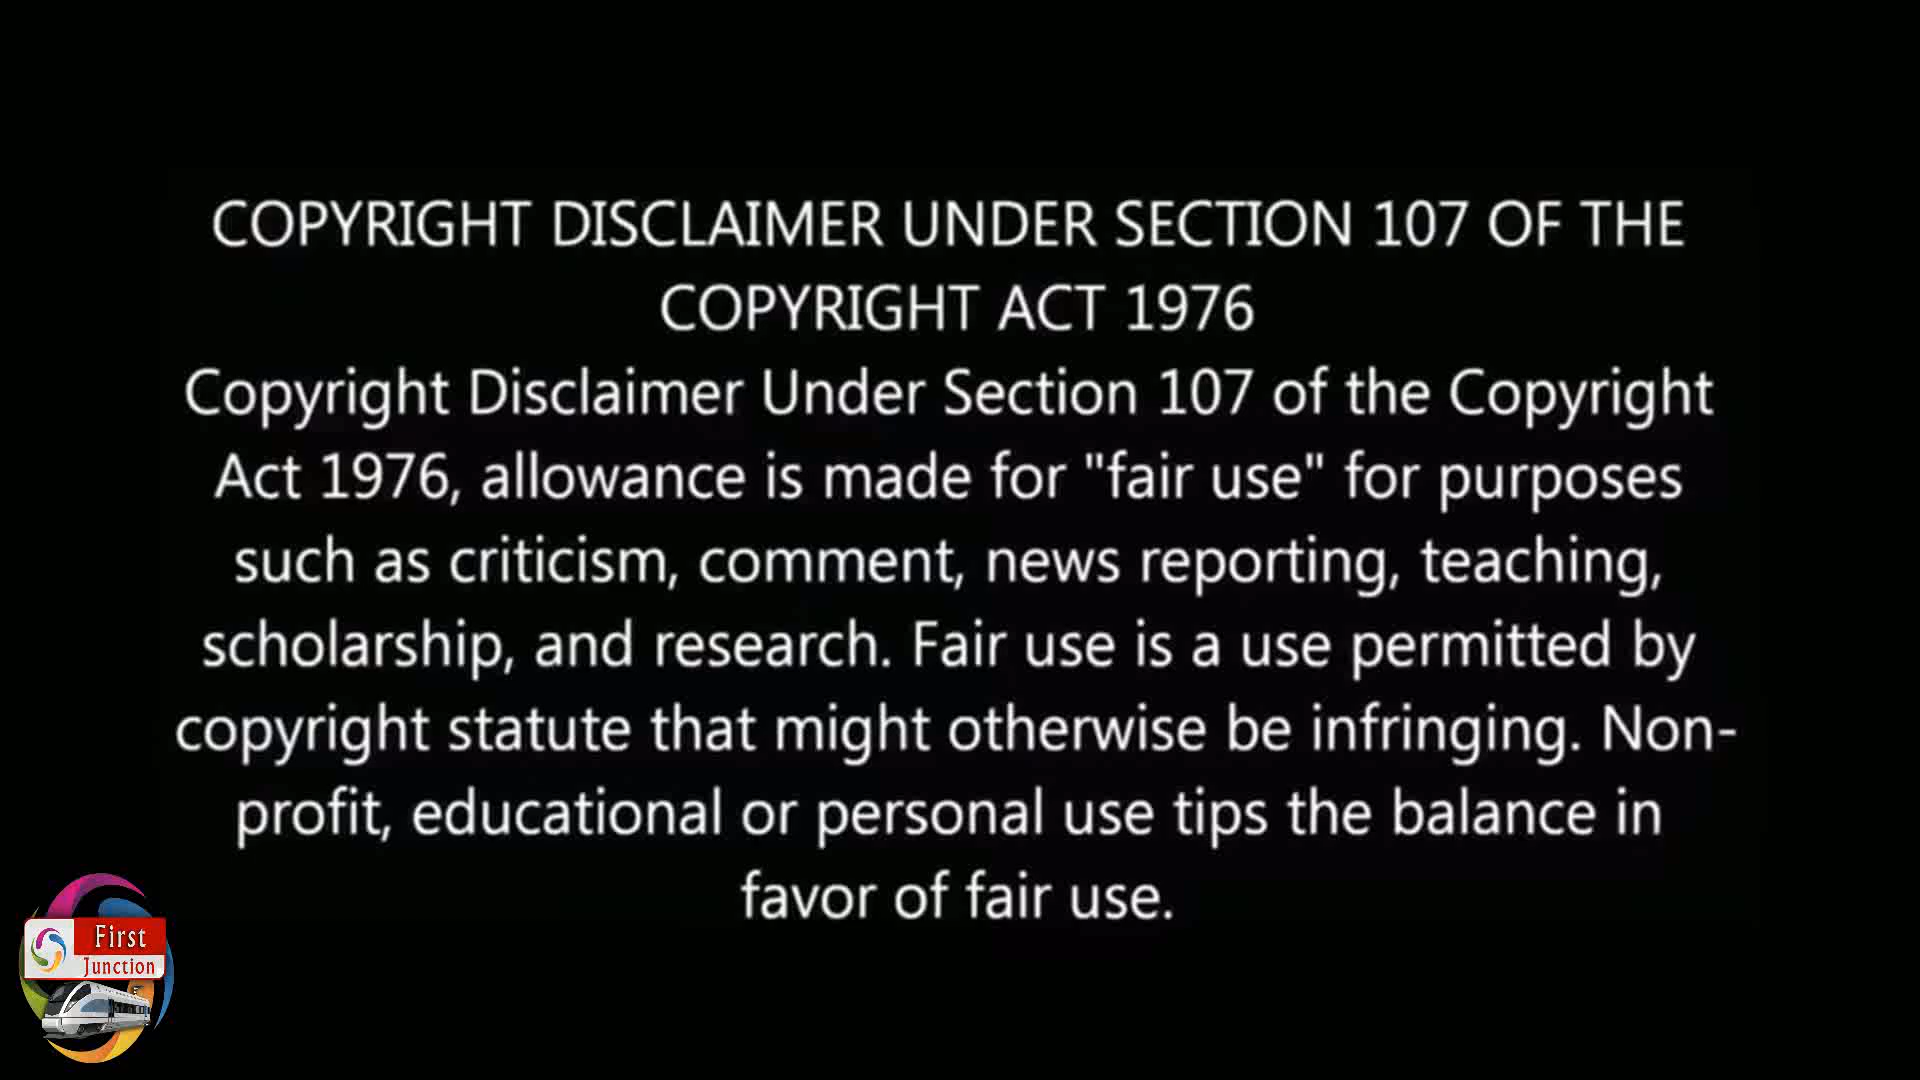 COPYRIGHT DISCLAIMER UNDER SECTION 107 OF THE
COPYRIGHT ACT 1976
Copyright Disclaimer Under Section 107 of the Copyright
Act 1976, allowance is made for "fair use" for purposes
such as criticism, comment, news reporting, teaching,
scholarship, and research. Fair use is a use permitted by
copyright statute that might otherwise be infringing. Non-
profit, educational or personal use tips the balance in
favor of fair use.
First
Junction